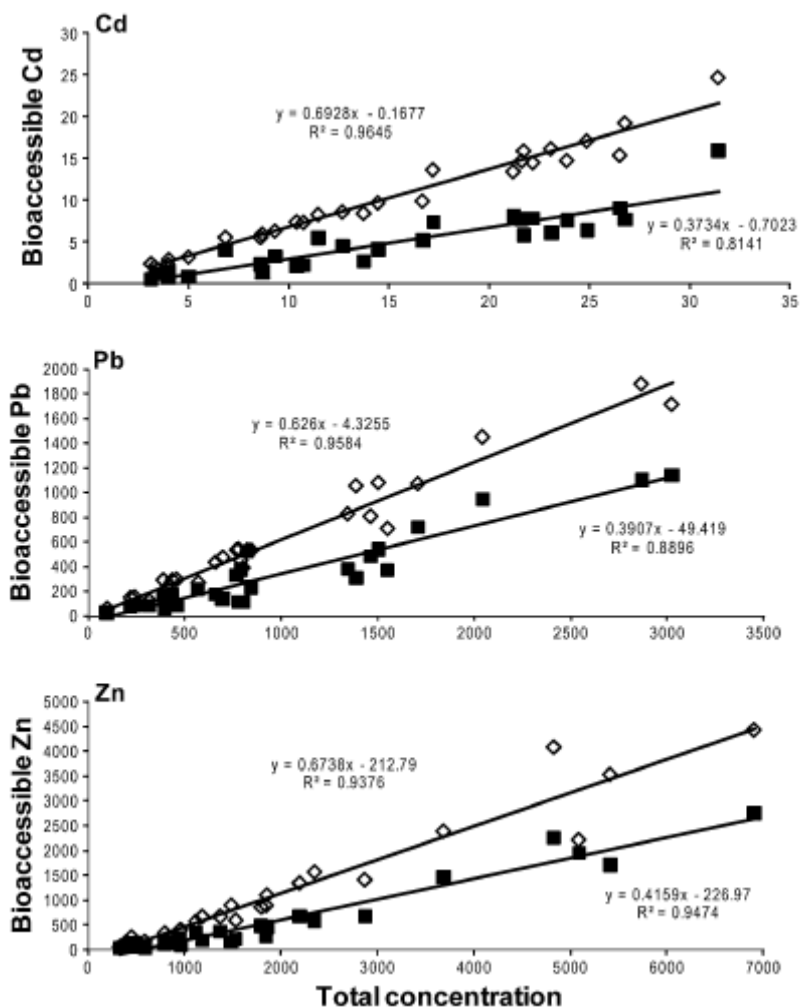 Cd
Bioaccessible Cd
30
25
20
15
10
5
0
y = 0.6928x - 0.1677
R² = 0.9645
y = 0.3734x - 0.7023
R² = 0.8141
0 5 10 15 20 25 30 35
Pb
Bioaccessible Pb
2000
1800
1600
1400
1200
1000
800
600
400
200
0
y = 0.626x - 4.3255
R² = 0.9584
y = 0.3907x - 49.419
R² = 0.8896
0 500 1000 1500 2000 2500 3000 3500
Zn
Bioaccessible Zn
5000
4500
4000
3500
3000
2500
2000
1500
1000
500
0
y = 0.6738x - 212.79
R² = 0.9376
y = 0.4159x - 226.97
R² = 0.9474
0 1000 2000 3000 4000 5000 6000 7000
Total concentration